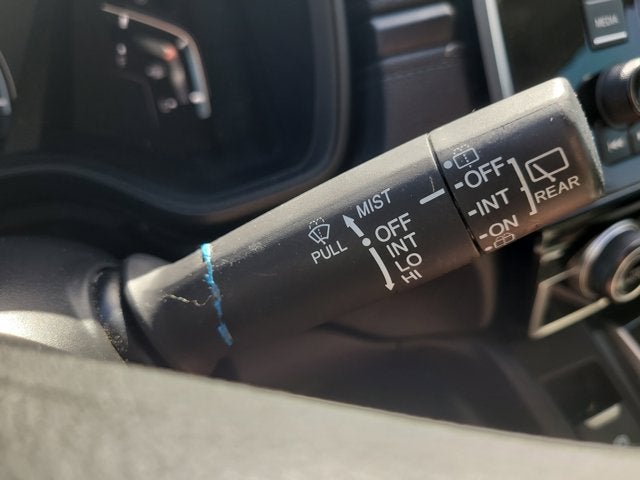 MEDIA
PULL
MIST
OFF
INT
LO
HI
OFF
INT
ON
REAR